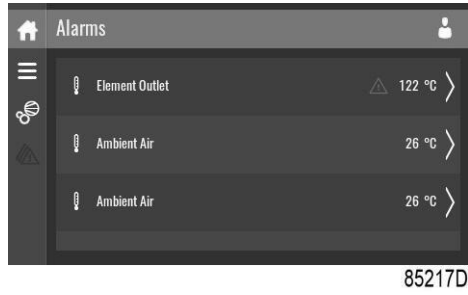 Alarms
Element Outlet 122 °C
Ambient Air 26 °C
Ambient Air 26 °C
85217D